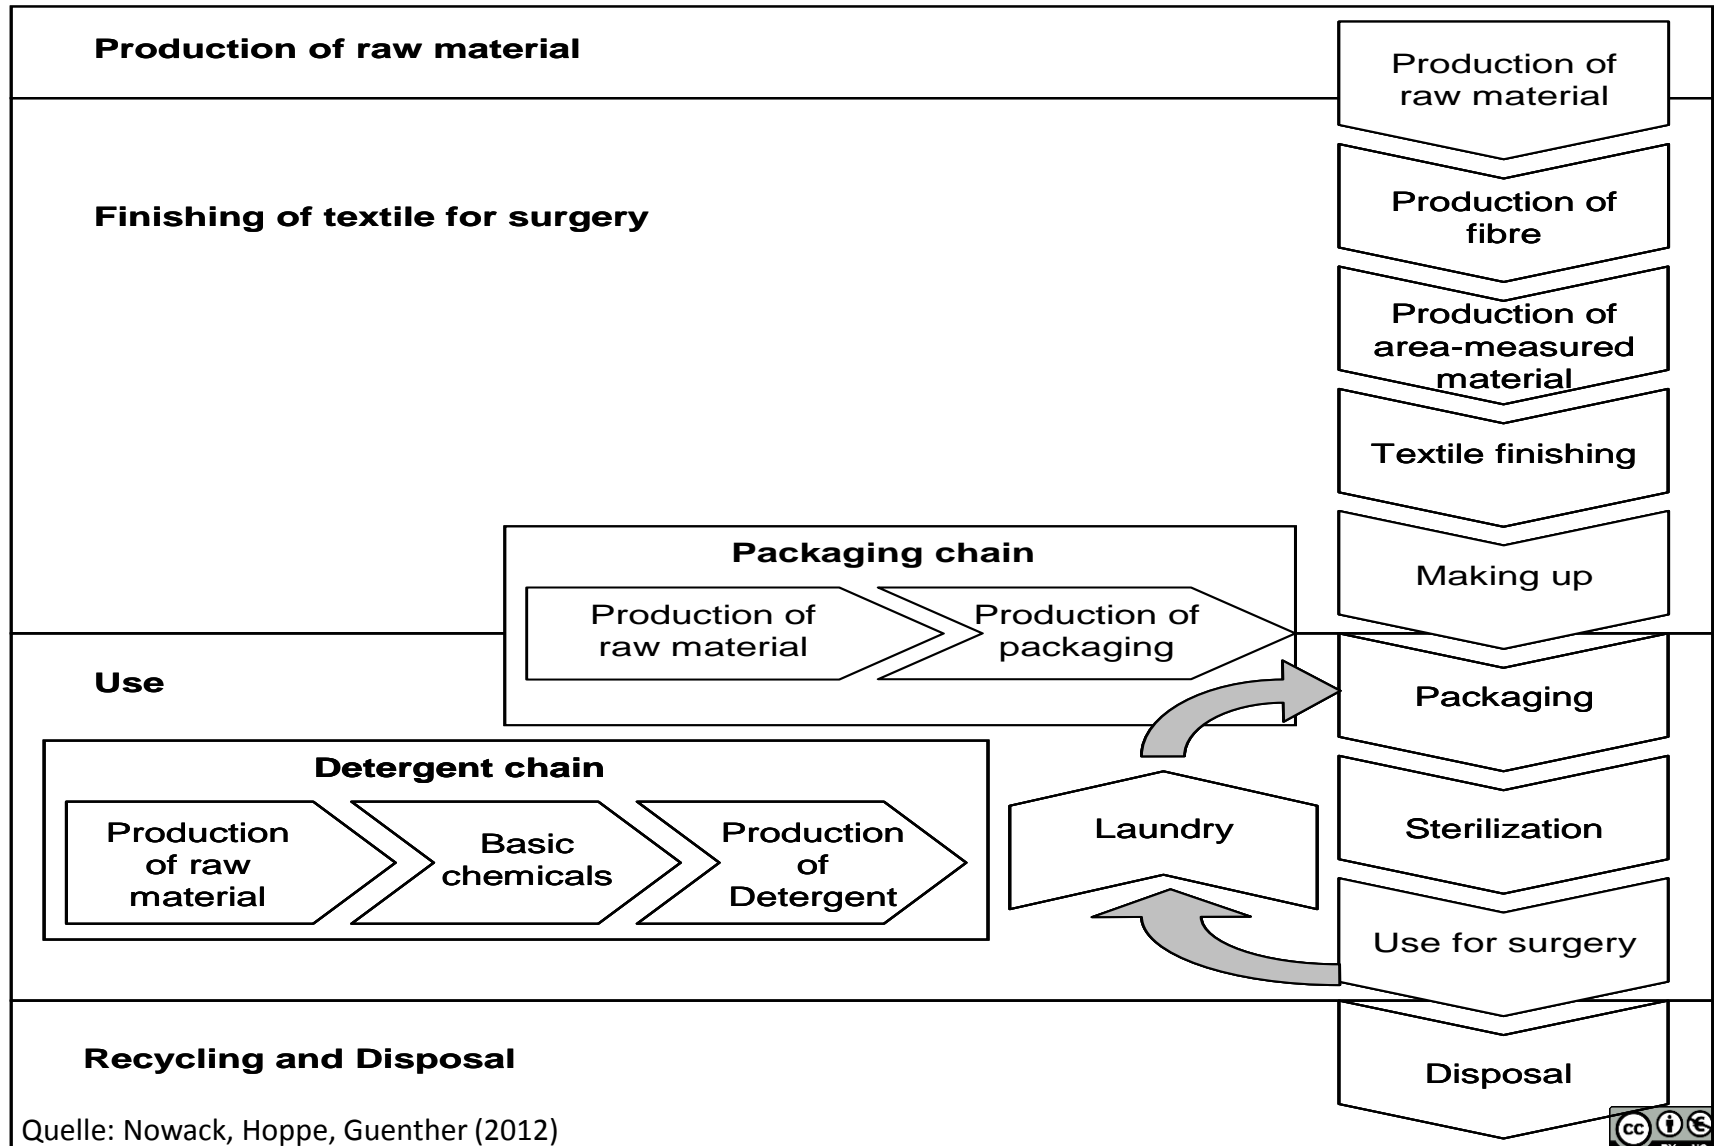 Production of raw material
Production of
raw material
Finishing of textile for surgery
Production of
fibre
Production of
area-measured
material
Textile finishing
Making up
Packaging chain
Production of
raw material
Production of
packaging
Use
Packaging
Detergent chain
Production
of raw
material
Basic
chemicals
Production
of
Detergent
Laundry
Sterilization
Use for surgery
Recycling and Disposal
Disposal
Quelle: Nowack, Hoppe, Guenther (2012)
cc